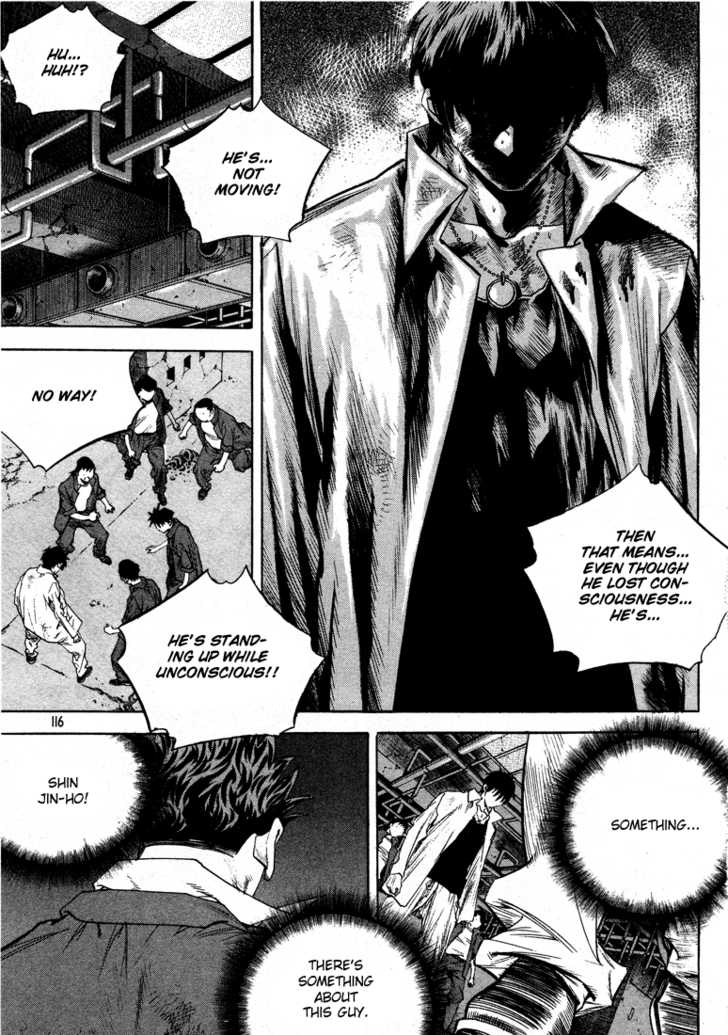 HU...
HUH!?
HE'S...
NOT
MOVING!
THEN
THAT MEANS...
EVEN THOUGH
HE LOST CON-
SCIOUSNESS...
HE'S...
NO WAY!
HE'S STAND-
ING UP WHILE
UNCONSCIOUS!!
116
SHIN
JIN-HO!
SOMETHING...
THERE'S
SOMETHING
ABOUT
THIS GUY.